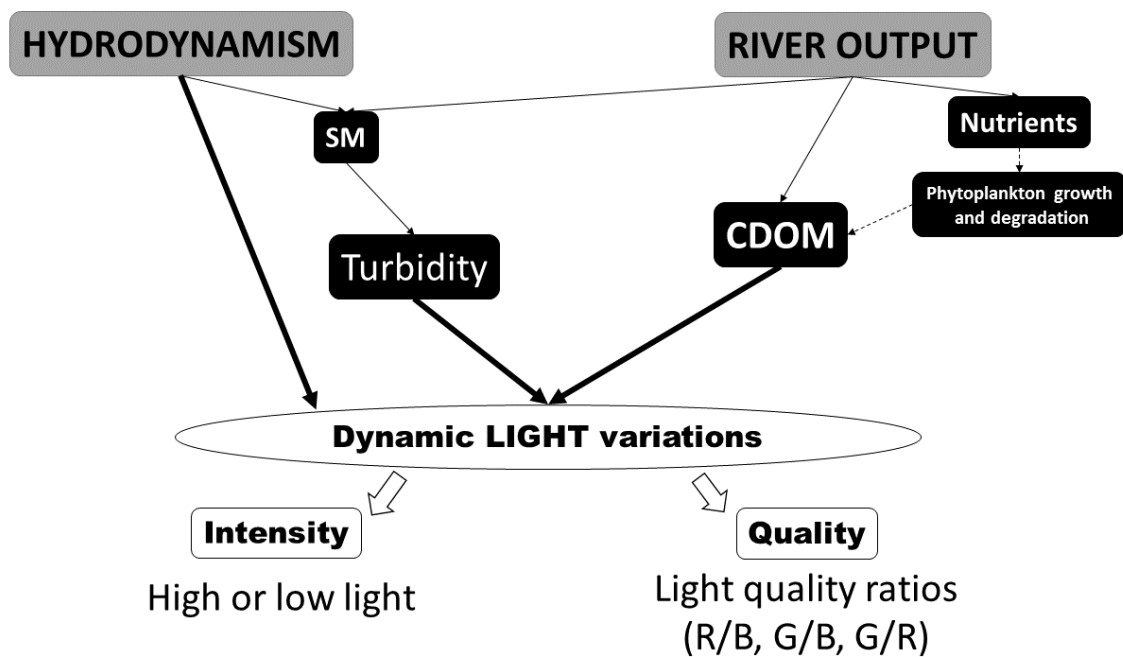 HYDRODYNAMISM
RIVER OUTPUT
SM
Nutrients
Phytoplankton growth
and degradation
CDOM
Turbidity
Dynamic LIGHT variations
Intensity
Quality
High or low light
Light quality ratios
(R/B, G/B, G/R)